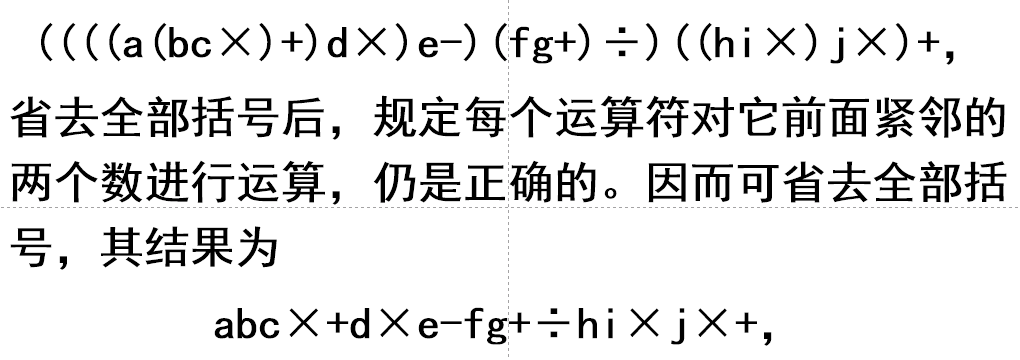 ((((a(bc×)+)d×)e-)(fg+)÷)((hi×)j×)+,
省去全部括号后，规定每个运算符对它前面紧邻的
两个数进行运算，仍是正确的。因而可省去全部括
号，其结果为
abc×+d×e-fg+÷hi×j×+,